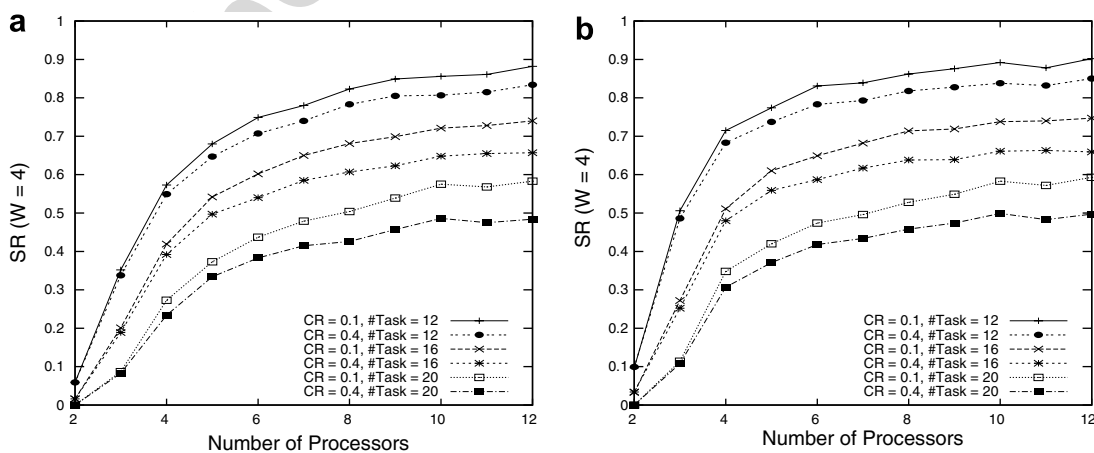 a
1
0.9
0.8
0.7
0.6
0.5
0.4
0.3
0.2
0.1
0
SR (W = 4)
2 4 6 8 10 12
Number of Processors
CR = 0.1, #Task = 12
CR = 0.4, #Task = 12
CR = 0.1, #Task = 16
CR = 0.4, #Task = 16
CR = 0.1, #Task = 20
CR = 0.4, #Task = 20
b
1
0.9
0.8
0.7
0.6
0.5
0.4
0.3
0.2
0.1
0
SR (W = 4)
2 4 6 8 10 12
Number of Processors
CR = 0.1, #Task = 12
CR = 0.4, #Task = 12
CR = 0.1, #Task = 16
CR = 0.4, #Task = 16
CR = 0.1, #Task = 20
CR = 0.4, #Task = 20